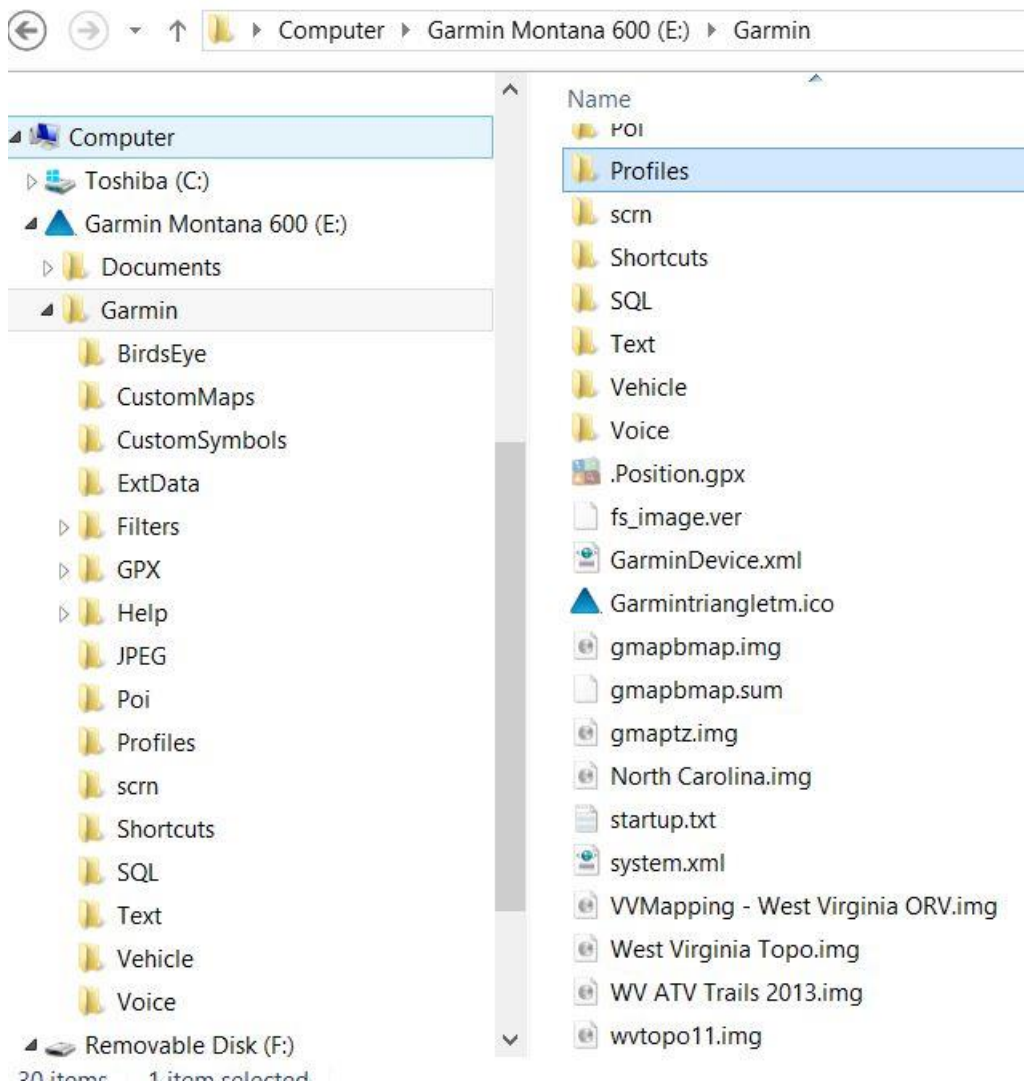 Computer Garmin Montana 600 (E:) Garmin
Computer
Toshiba (C:)
Garmin Montana 600 (E:)
Documents
Garmin
BirdsEye
CustomMaps
CustomSymbols
ExtData
Filters
GPX
Help
JPEG
Poi
Profiles
scrn
Shortcuts
SQL
Text
Vehicle
Voice
Removable Disk (F:)
30 items 1 item selected
Name
Poi
Profiles
scrn
Shortcuts
SQL
Text
Vehicle
Voice
.Position.gpx
fs_image.ver
GarminDevice.xml
Garmintriangletm.ico
gmapbmap.img
gmapbmap.sum
gmaptz.img
North Carolina.img
startup.txt
system.xml
VVMapping - West Virginia ORV.img
West Virginia Topo.img
WV ATV Trails 2013.img
wvtopo11.img